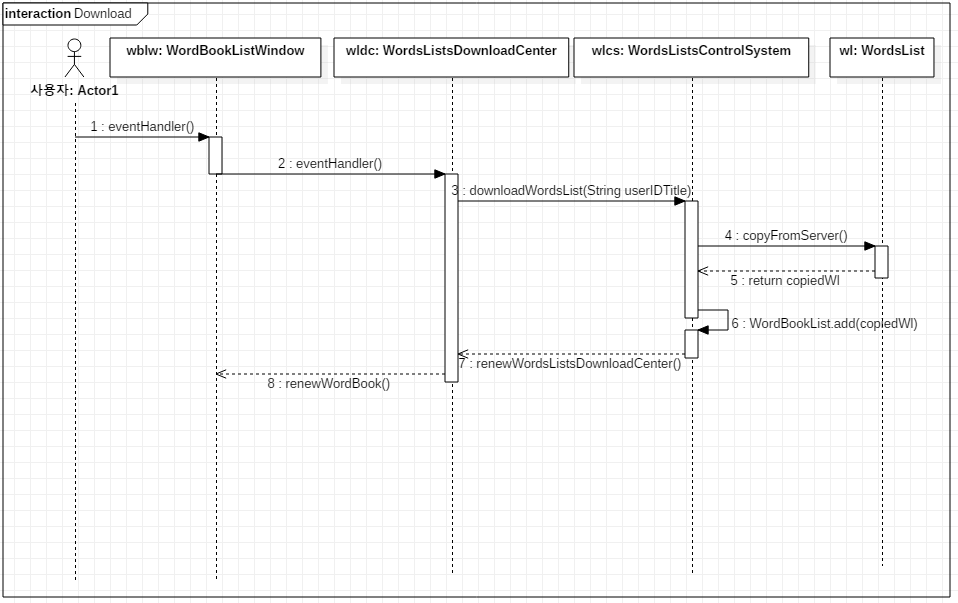 interaction Download
wblw: WordBookListWindow
wldc: WordsListsDownloadCenter
wlcs: WordsListsControlSystem
wl: WordsList
사용자: Actor1
1 : eventHandler()
2 : eventHandler()
3 : downloadWordsList(String userIDTitle)
4 : copyFromServer()
5 : return copiedWl
6 : WordBookList.add(copiedWl)
7 : renewWordsListsDownloadCenter()
8 : renewWordBook()